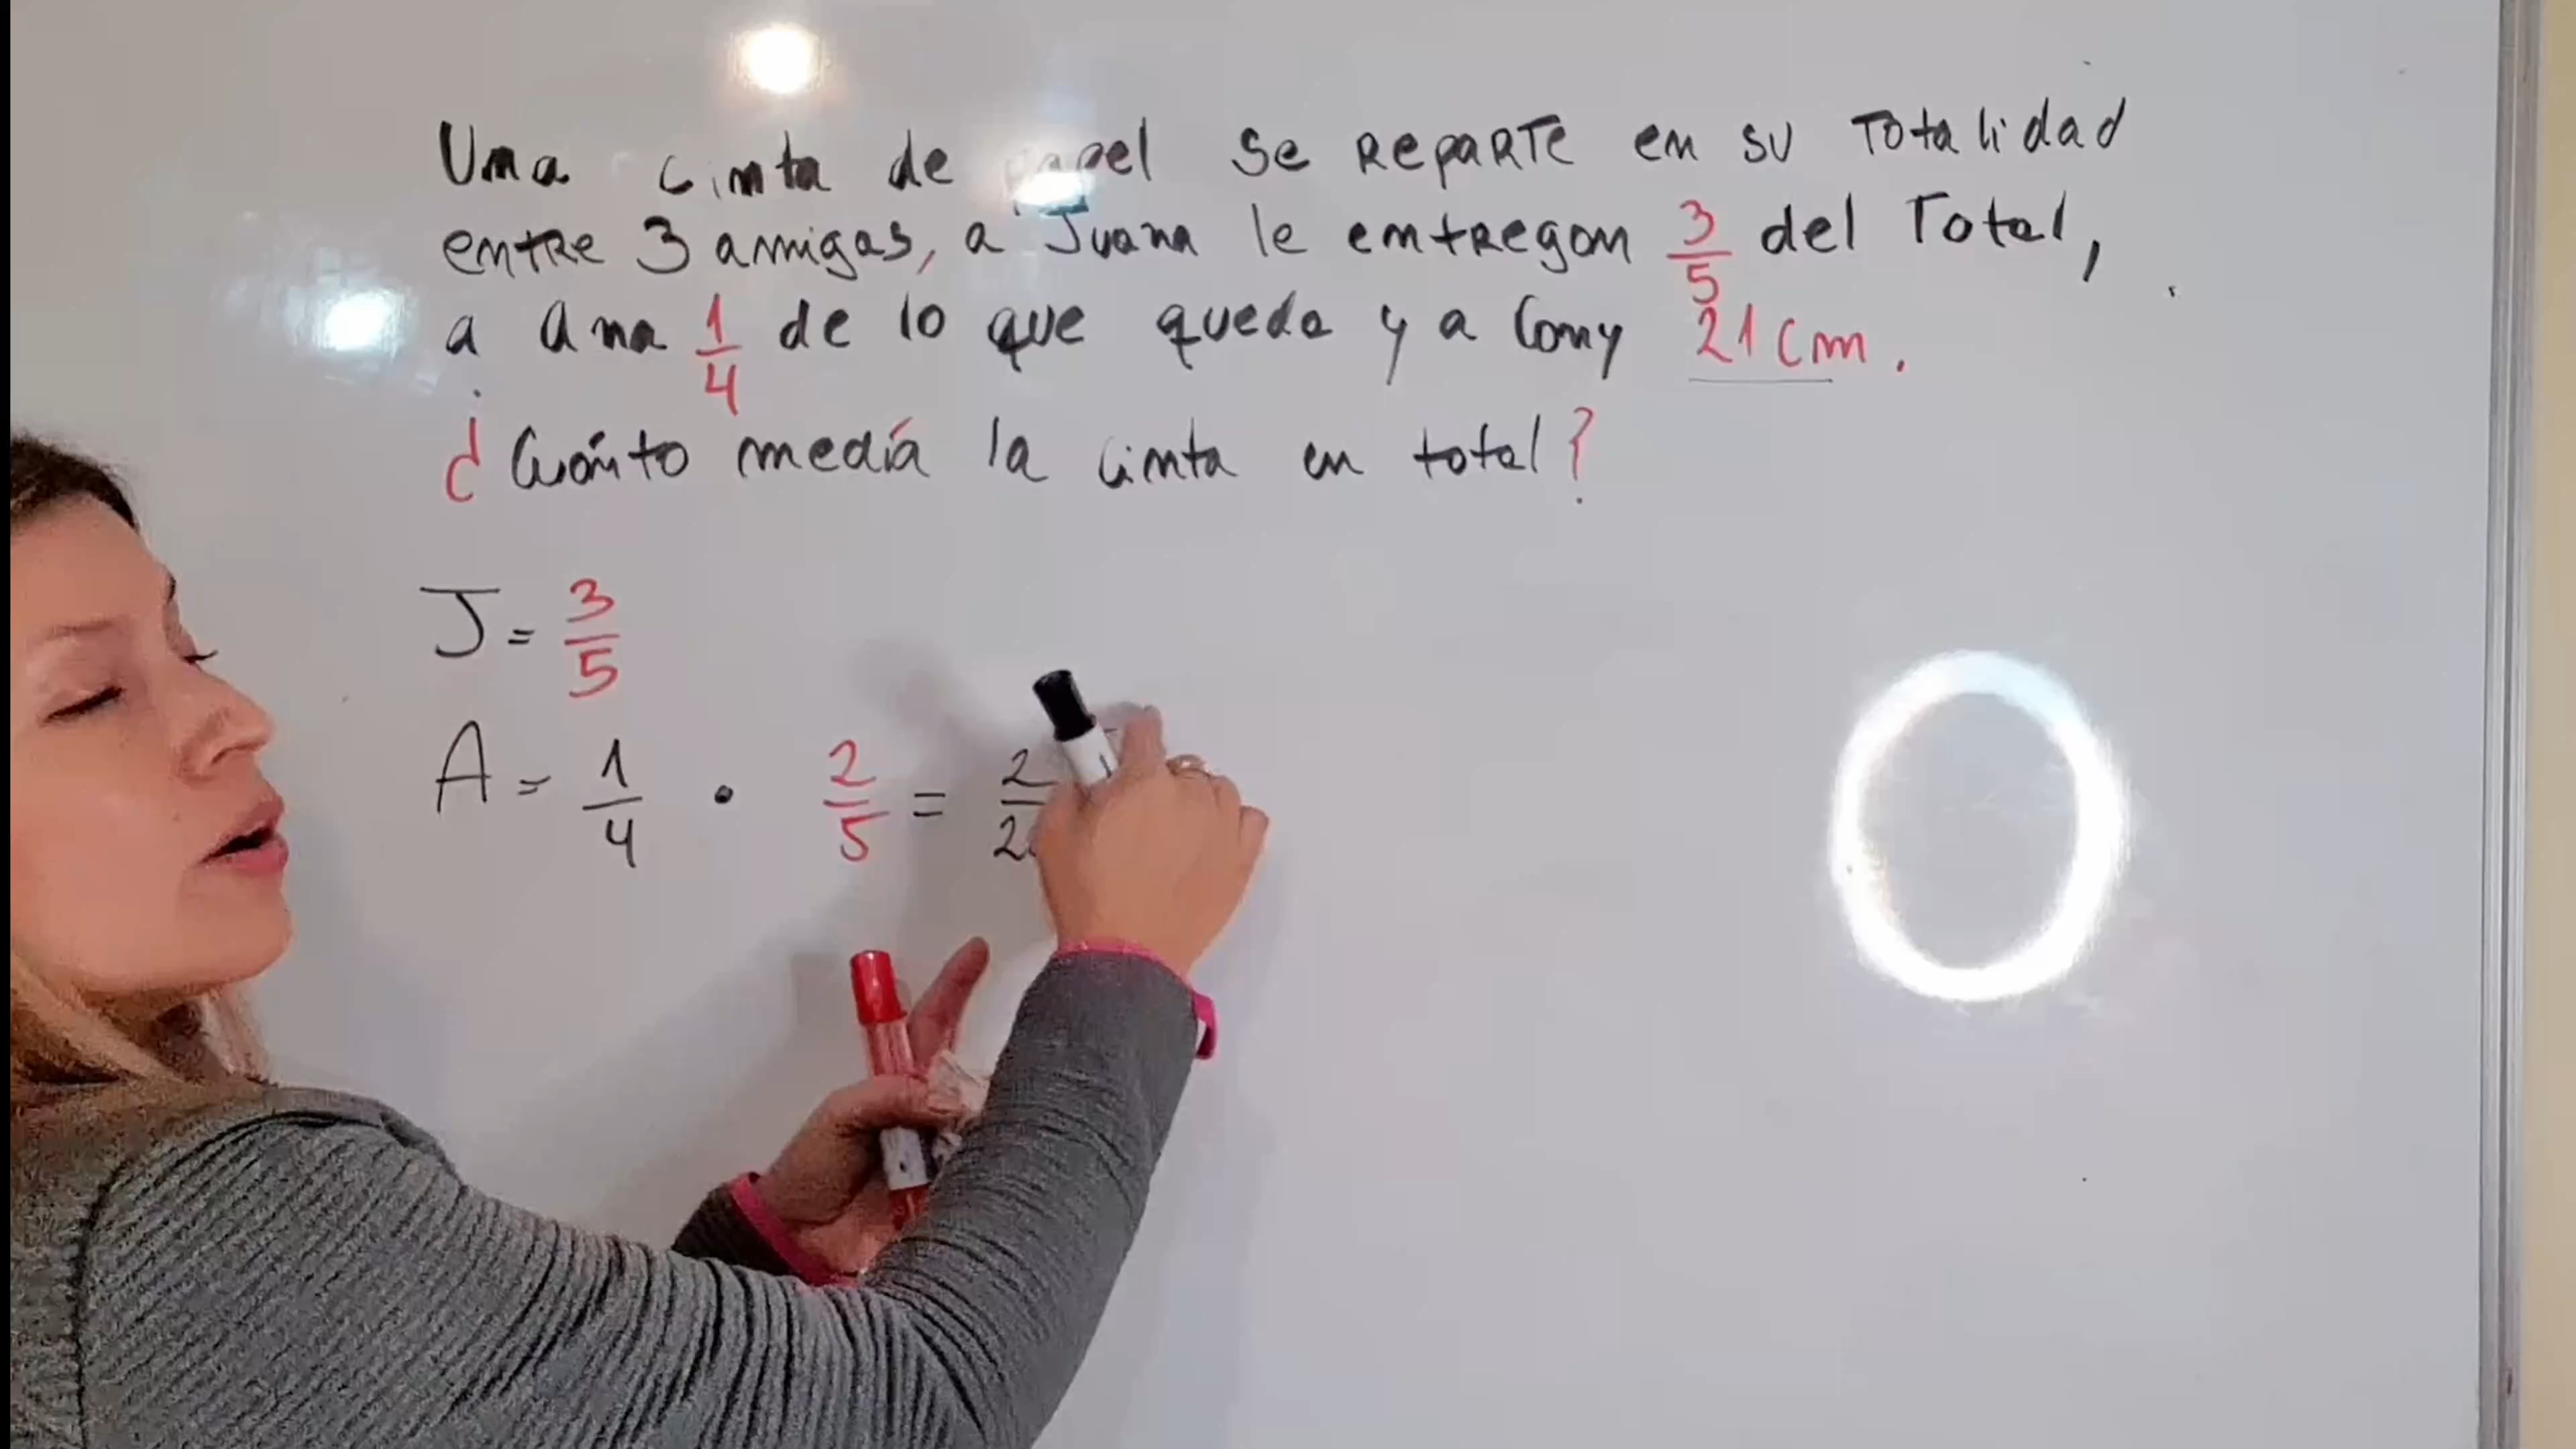 Una cinta de papel se REPARTE en su Totalidad
entre 3 amigas, a Juana le entregan 3/5 del Total,
a Ana 1/4 de lo que queda y a Cony 21 cm.
¿Cuánto medía la cinta en total?
J = 3/5
A = 1/4 · 2/5 = 2